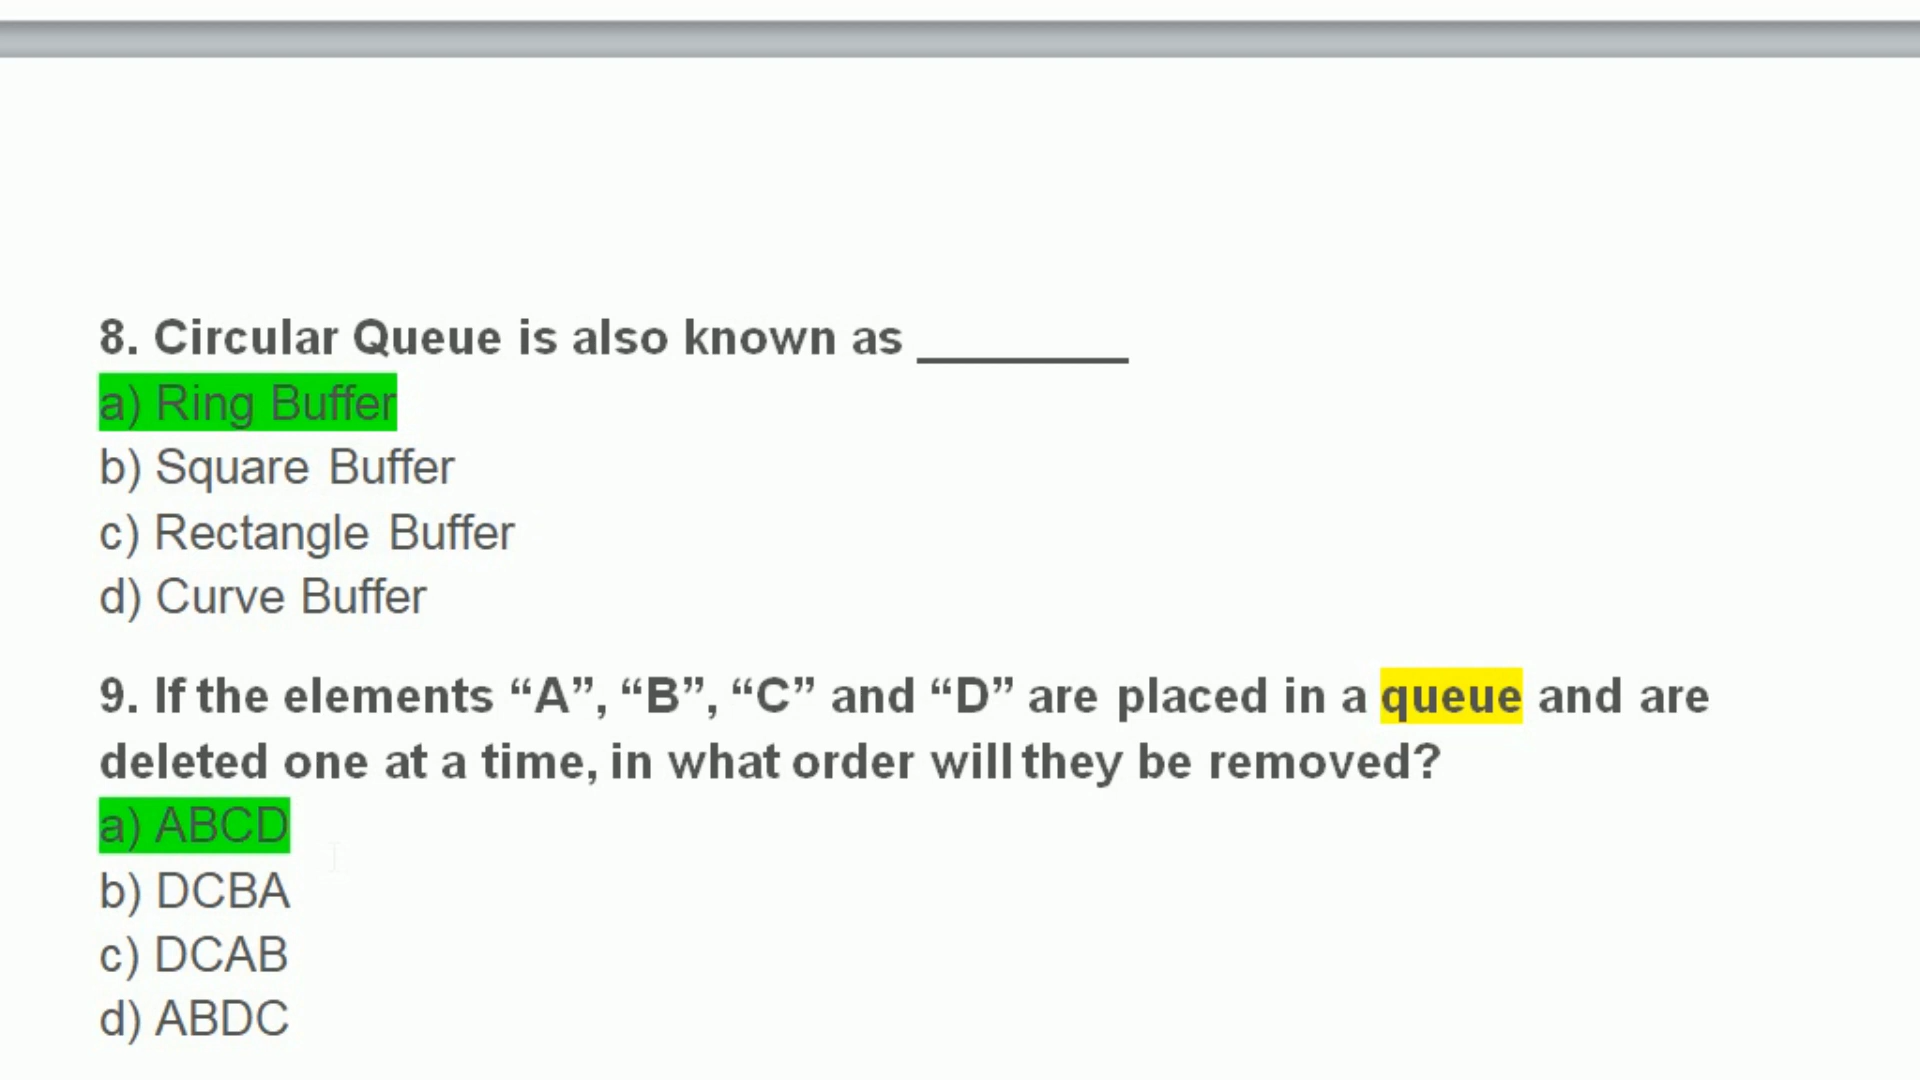 8. Circular Queue is also known as ________
a) Ring Buffer
b) Square Buffer
c) Rectangle Buffer
d) Curve Buffer
9. If the elements “A”, “B”, “C” and “D” are placed in a queue and are
deleted one at a time, in what order will they be removed?
a) ABCD
b) DCBA
c) DCAB
d) ABDC